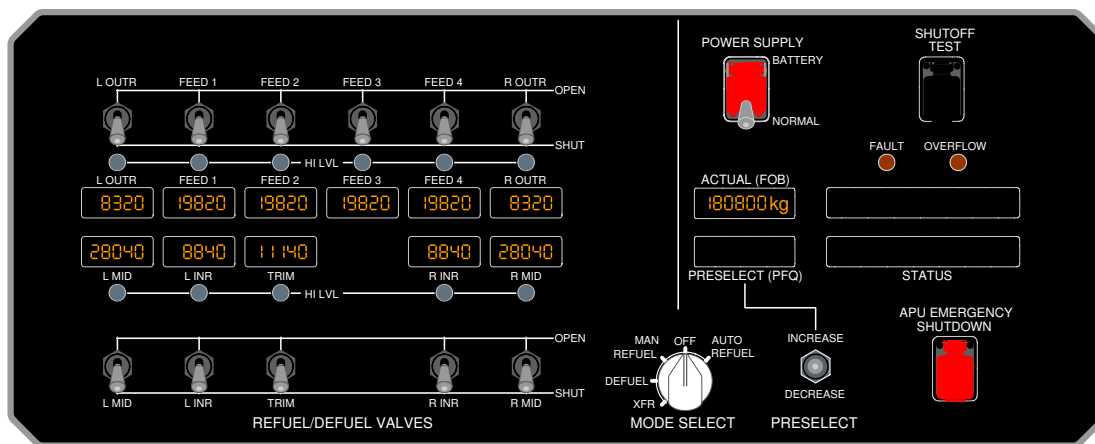 POWER SUPPLY
BATTERY
NORMAL
SHUTOFF
TEST
L OUTR FEED 1 FEED 2 FEED 3 FEED 4 R OUTR
OPEN
SHUT
HI LVL
FAULT OVERFLOW
L OUTR FEED 1 FEED 2 FEED 3 FEED 4 R OUTR
8320 19820 19820 19820 19820 8320
ACTUAL (FOB)
180800kg
28040 8840 11140 8840 28040
L MID L INR TRIM R INR R MID
HI LVL
PRESELECT (PFQ)
STATUS
OPEN
SHUT
L MID L INR TRIM R INR R MID
REFUEL/DEFUEL VALVES
MAN
REFUEL
OFF
AUTO
REFUEL
DEFUEL
XFR
MODE SELECT
INCREASE
DECREASE
PRESELECT
APU EMERGENCY
SHUTDOWN